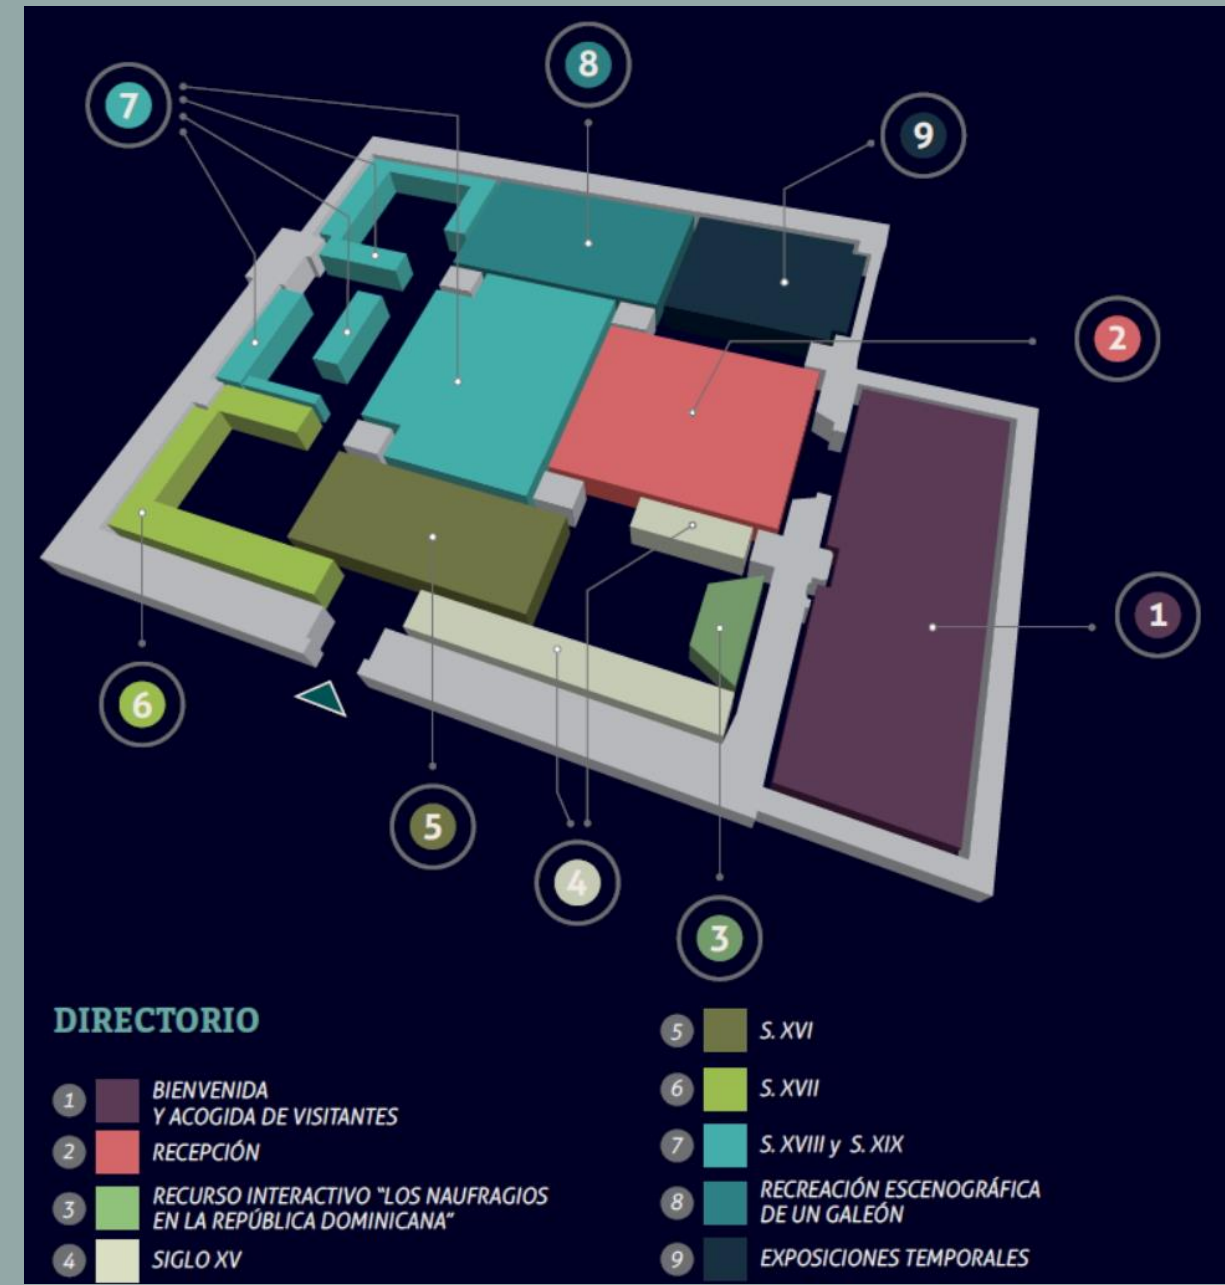 8
7
9
2
1
6
5
4
3
DIRECTORIO
1 BIENVENIDA
Y ACOGIDA DE VISITANTES
2 RECEPCIÓN
3 RECURSO INTERACTIVO “LOS NAUFRAGIOS
EN LA REPÚBLICA DOMINICANA”
4 SIGLO XV
5 S. XVI
6 S. XVII
7 S. XVIII y S. XIX
8 RECREACIÓN ESCENOGRÁFICA
DE UN GALEÓN
9 EXPOSICIONES TEMPORALES